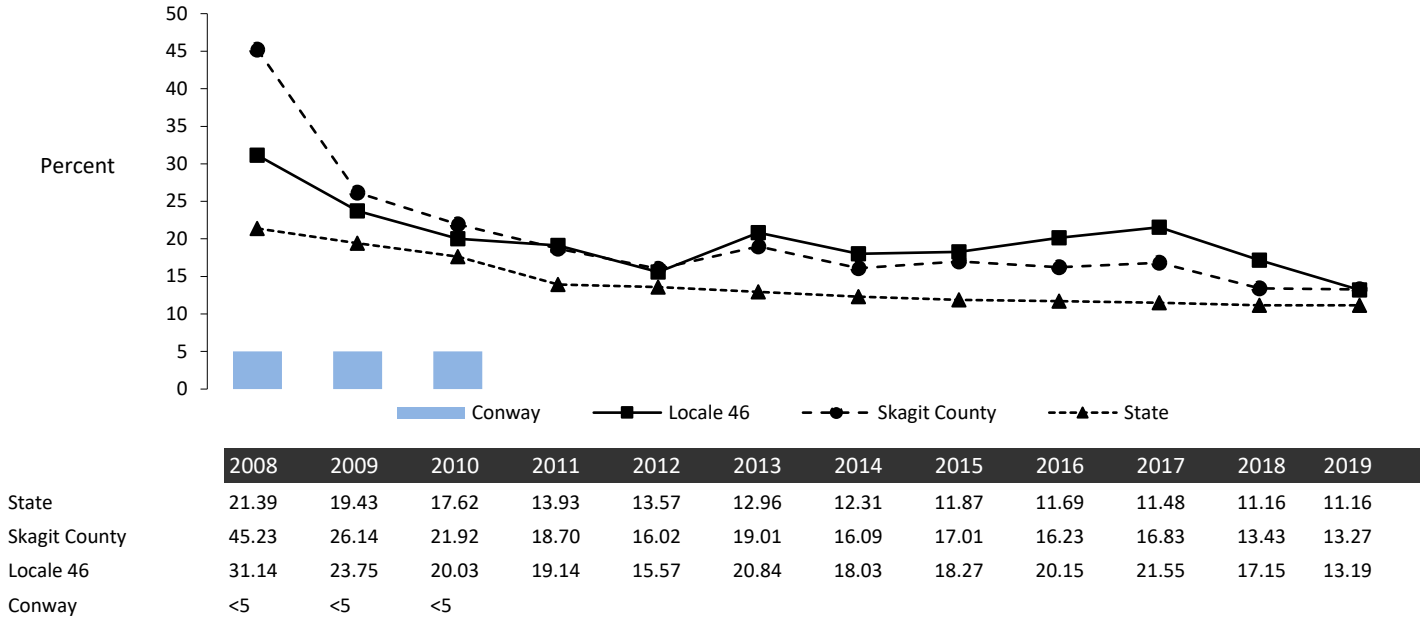 50
45
40
35
30
25
20
15
10
5
0
Percent
Conway Locale 46 Skagit County State
2008 2009 2010 2011 2012 2013 2014 2015 2016 2017 2018 2019
State 21.39 19.43 17.62 13.93 13.57 12.96 12.31 11.87 11.69 11.48 11.16 11.16
Skagit County 45.23 26.14 21.92 18.70 16.02 19.01 16.09 17.01 16.23 16.83 13.43 13.27
Locale 46 31.14 23.75 20.03 19.14 15.57 20.84 18.03 18.27 20.15 21.55 17.15 13.19
Conway <5 <5 <5